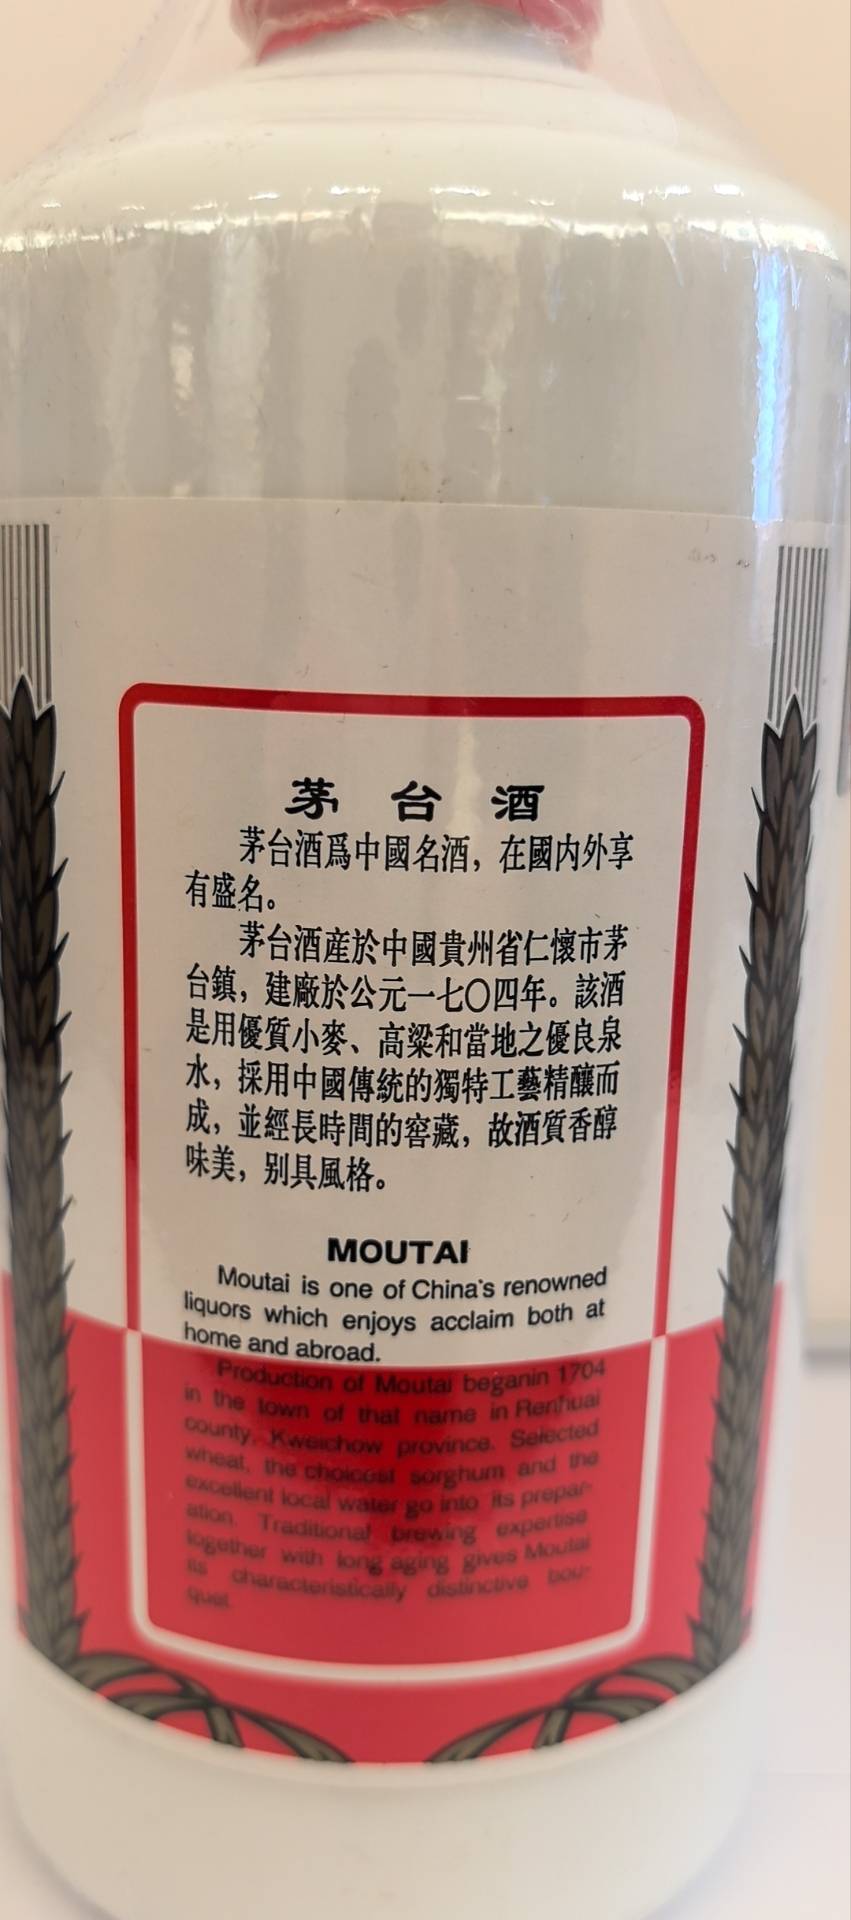 茅台酒
茅台酒爲中國名酒，在國内外享
有盛名。
茅台酒産於中國貴州省仁懷市茅
台鎮，建廠於公元一七〇四年。該酒
是用優質小麥、高粱和當地之優良泉
水，採用中國傳統的獨特工藝精釀而
成，並經長時間的窖藏，故酒質香醇
味美，别具風格。
MOUTAI
Moutai is one of China's renowned
liquors which enjoys acclaim both at
home and abroad.
Production of Moutai beganin 1704
in the town of that name in Renhuai
county, Kweichow province. Selected
wheat, the choicest sorghum and the
excellent local water go into its prepar-
ation. Traditional brewing expertise
together with long aging gives Moutai
its characteristically distinctive bou-
quet.